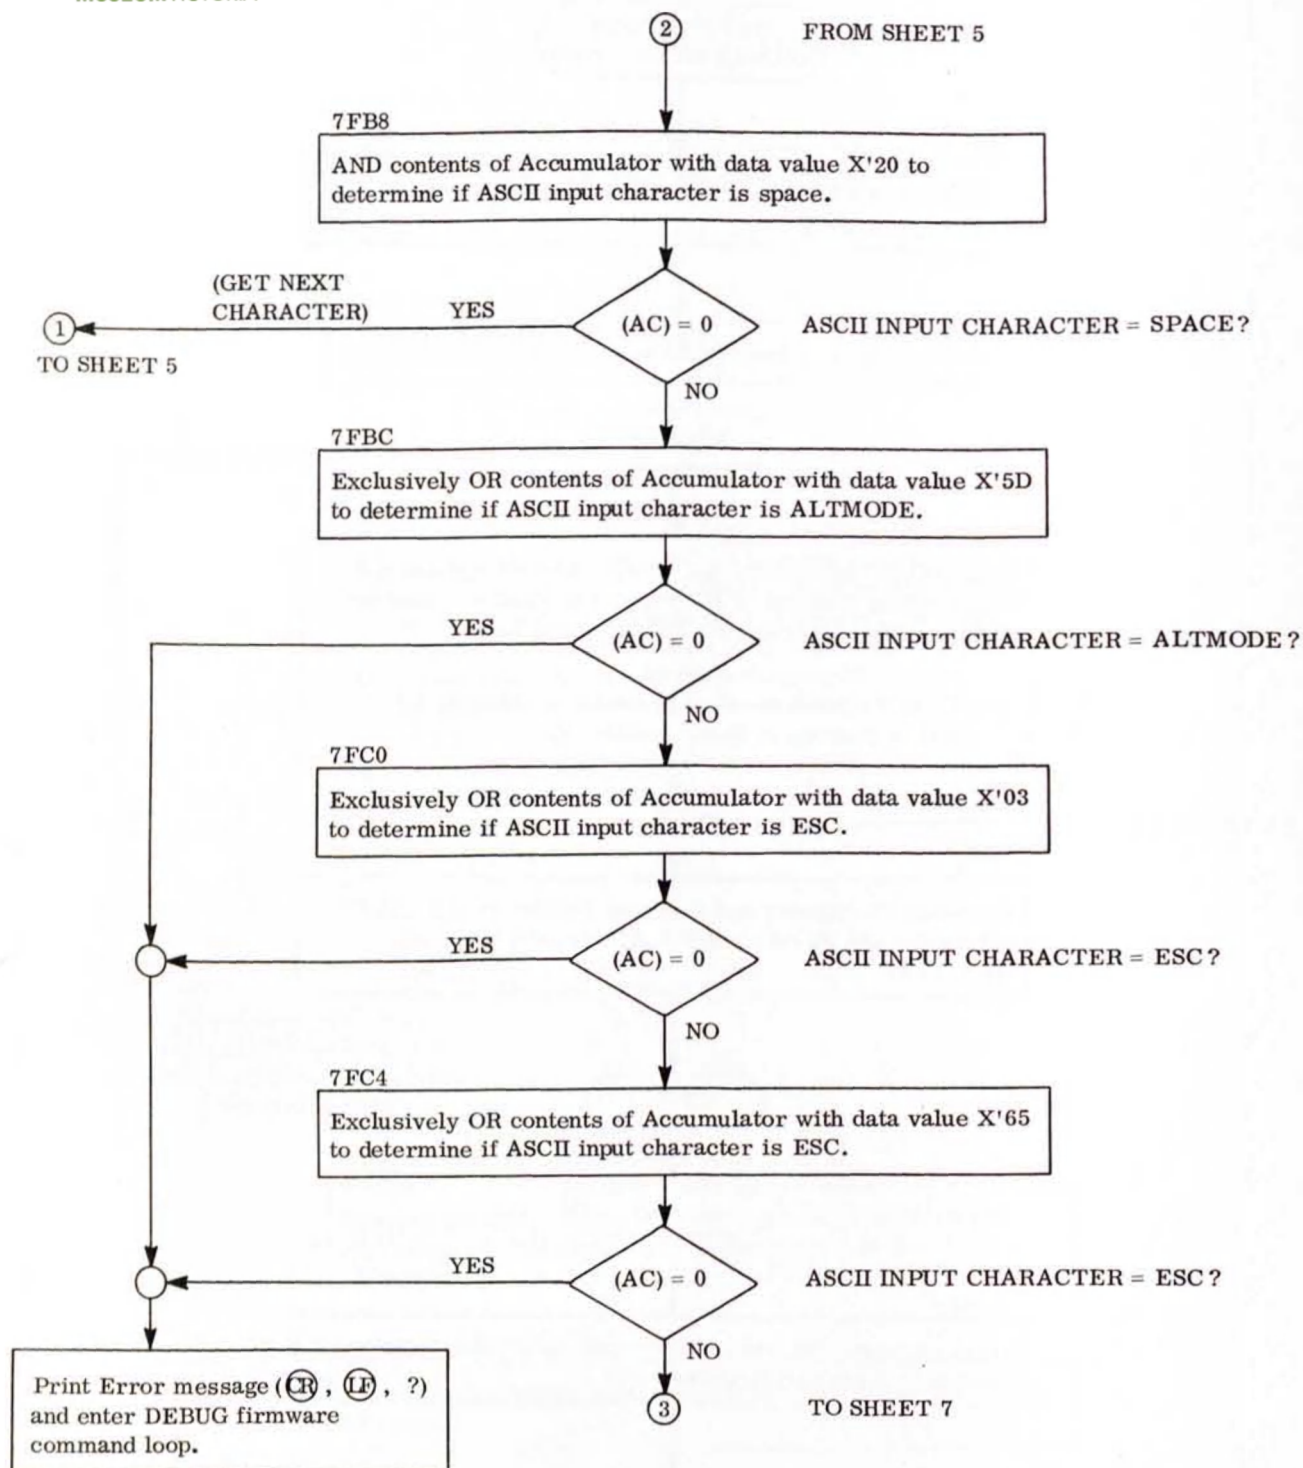 2 FROM SHEET 5
7FB8
AND contents of Accumulator with data value X'20 to
determine if ASCII input character is space.
(GET NEXT
CHARACTER) YES
1
(AC) = 0
ASCII INPUT CHARACTER = SPACE?
TO SHEET 5
NO
7FBC
Exclusively OR contents of Accumulator with data value X'5D
to determine if ASCII input character is ALTMODE.
YES
(AC) = 0
ASCII INPUT CHARACTER = ALTMODE?
NO
7FC0
Exclusively OR contents of Accumulator with data value X'03
to determine if ASCII input character is ESC.
YES
(AC) = 0
ASCII INPUT CHARACTER = ESC?
NO
7FC4
Exclusively OR contents of Accumulator with data value X'65
to determine if ASCII input character is ESC.
YES
(AC) = 0
ASCII INPUT CHARACTER = ESC?
NO
Print Error message (CR, LF, ?)
and enter DEBUG firmware
command loop.
3 TO SHEET 7